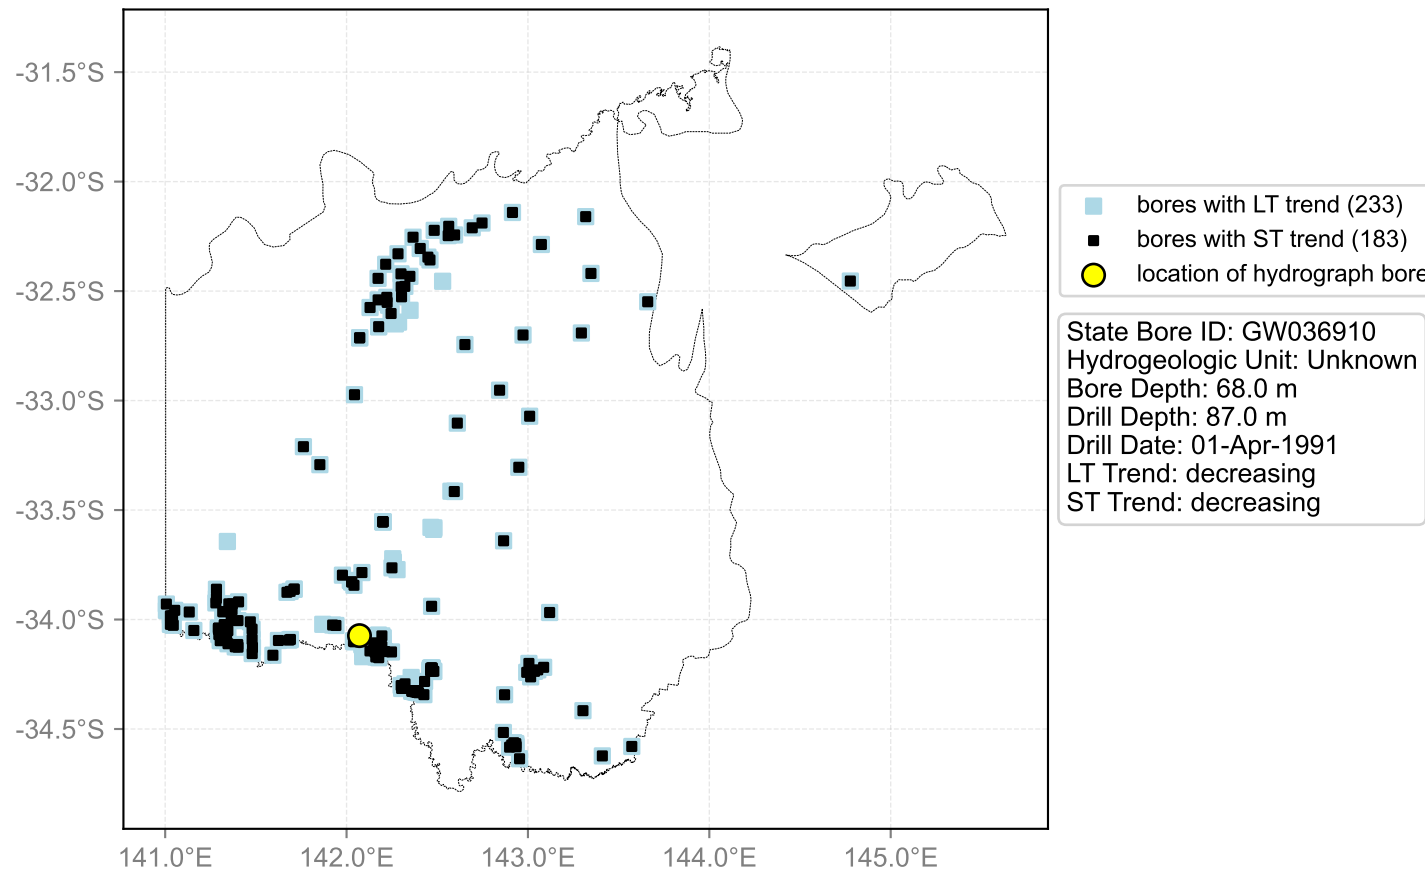 -31.5°S
-32.0°S
-32.5°S
-33.0°S
-33.5°S
-34.0°S
-34.5°S
141.0°E
142.0°E
143.0°E
144.0°E
145.0°E
bores with LT trend (233)
bores with ST trend (183)
location of hydrograph bore
State Bore ID: GW036910
Hydrogeologic Unit: Unknown
Bore Depth: 68.0 m
Drill Depth: 87.0 m
Drill Date: 01-Apr-1991
LT Trend: decreasing
ST Trend: decreasing